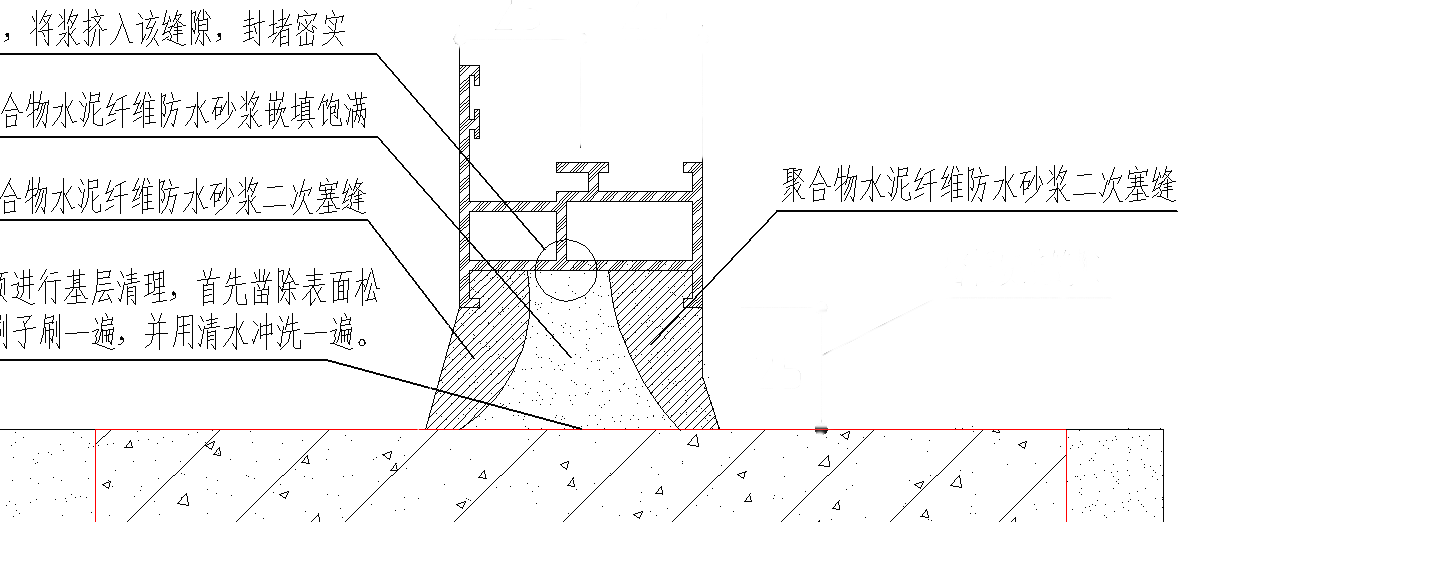 ，将浆挤入该缝隙，封堵密实
合物水泥纤维防水砂浆嵌填饱满
聚合物水泥纤维防水砂浆二次塞缝
合物水泥纤维防水砂浆二次塞缝
进行基层清理，首先凿除表面松
子刷一遍，并用清水冲洗一遍。